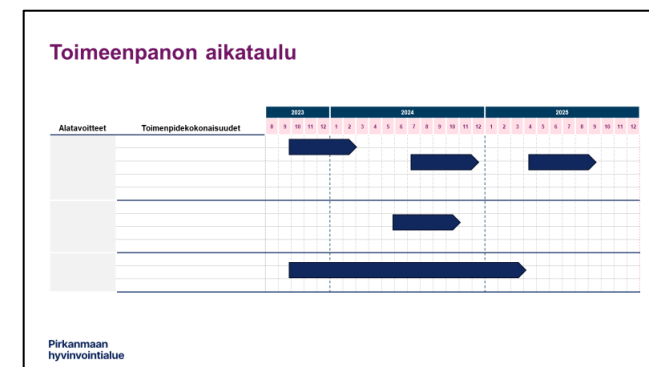 Toimeenpanon aikataulu
2023 2024 2025
Alatavoitteet Toimenpidekokonaisuudet 8 9 10 11 12 1 2 3 4 5 6 7 8 9 10 11 12 1 2 3 4 5 6 7 8 9 10 11 12
Pirkanmaan
hyvinvointialue